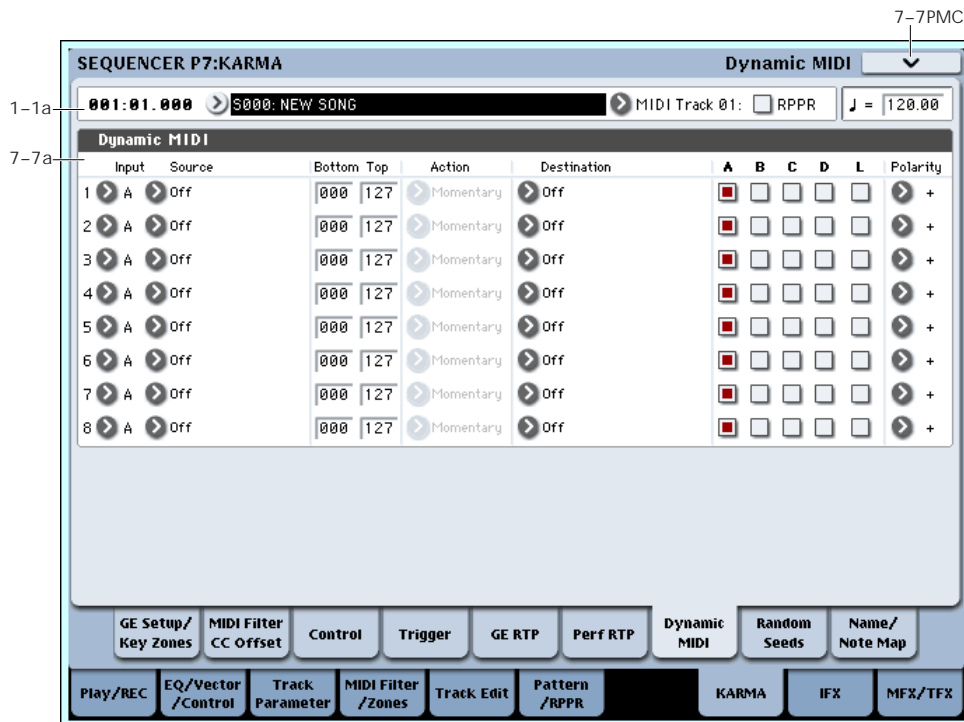 7-7PMC
SEQUENCER P7:KARMA Dynamic MIDI
1-1a 001:01.000 S000: NEW SONG MIDI Track 01: RPPR ♩ = 120.00
Dynamic MIDI
7-7a
Input Source Bottom Top Action Destination A B C D L Polarity
1 A Off 000 127 Momentary Off +
2 A Off 000 127 Momentary Off +
3 A Off 000 127 Momentary Off +
4 A Off 000 127 Momentary Off +
5 A Off 000 127 Momentary Off +
6 A Off 000 127 Momentary Off +
7 A Off 000 127 Momentary Off +
8 A Off 000 127 Momentary Off +
GE Setup/ MIDI Filter Control Trigger GE RTP Perf RTP Dynamic Random Name/
Key Zones CC Offset MIDI Seeds Note Map
Play/REC EQ/Vector Track MIDI Filter Track Edit Pattern KARMA IFX MFX/TFX
/Control Parameter /Zones /RPPR